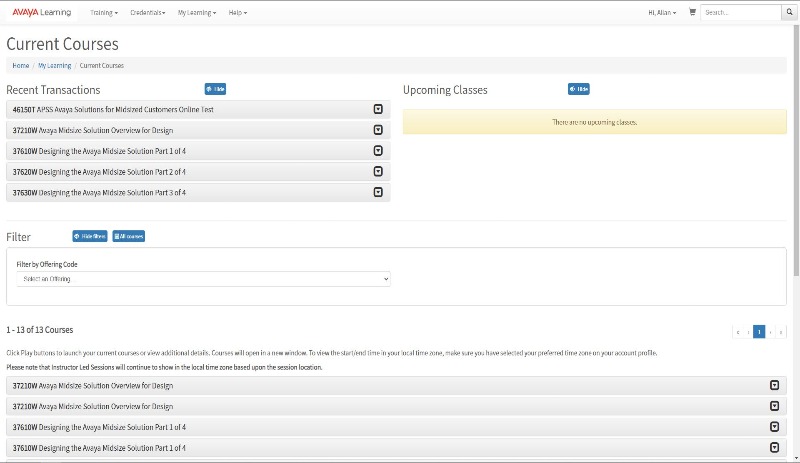 AVAYA Learning
Training
Credentials
My Learning
Help
Hi, Allan
Search...
Current Courses
Home / My Learning / Current Courses
Recent Transactions
Hide
46150T APSS Avaya Solutions for Midsized Customers Online Test
37210W Avaya Midsize Solution Overview for Design
37610W Designing the Avaya Midsize Solution Part 1 of 4
37620W Designing the Avaya Midsize Solution Part 2 of 4
37630W Designing the Avaya Midsize Solution Part 3 of 4
Upcoming Classes
Hide
There are no upcoming classes.
Filter
Hide filters
All courses
Filter by Offering Code
Select an Offering
1 - 13 of 13 Courses
« ‹ 1 › »
Click Play buttons to launch your current courses or view additional details. Courses will open in a new window. To view the start/end time in your local time zone, make sure you have selected your preferred time zone on your account profile.
Please note that Instructor Led Sessions will continue to show in the local time zone based upon the session location.
37210W Avaya Midsize Solution Overview for Design
37210W Avaya Midsize Solution Overview for Design
37610W Designing the Avaya Midsize Solution Part 1 of 4
37610W Designing the Avaya Midsize Solution Part 1 of 4